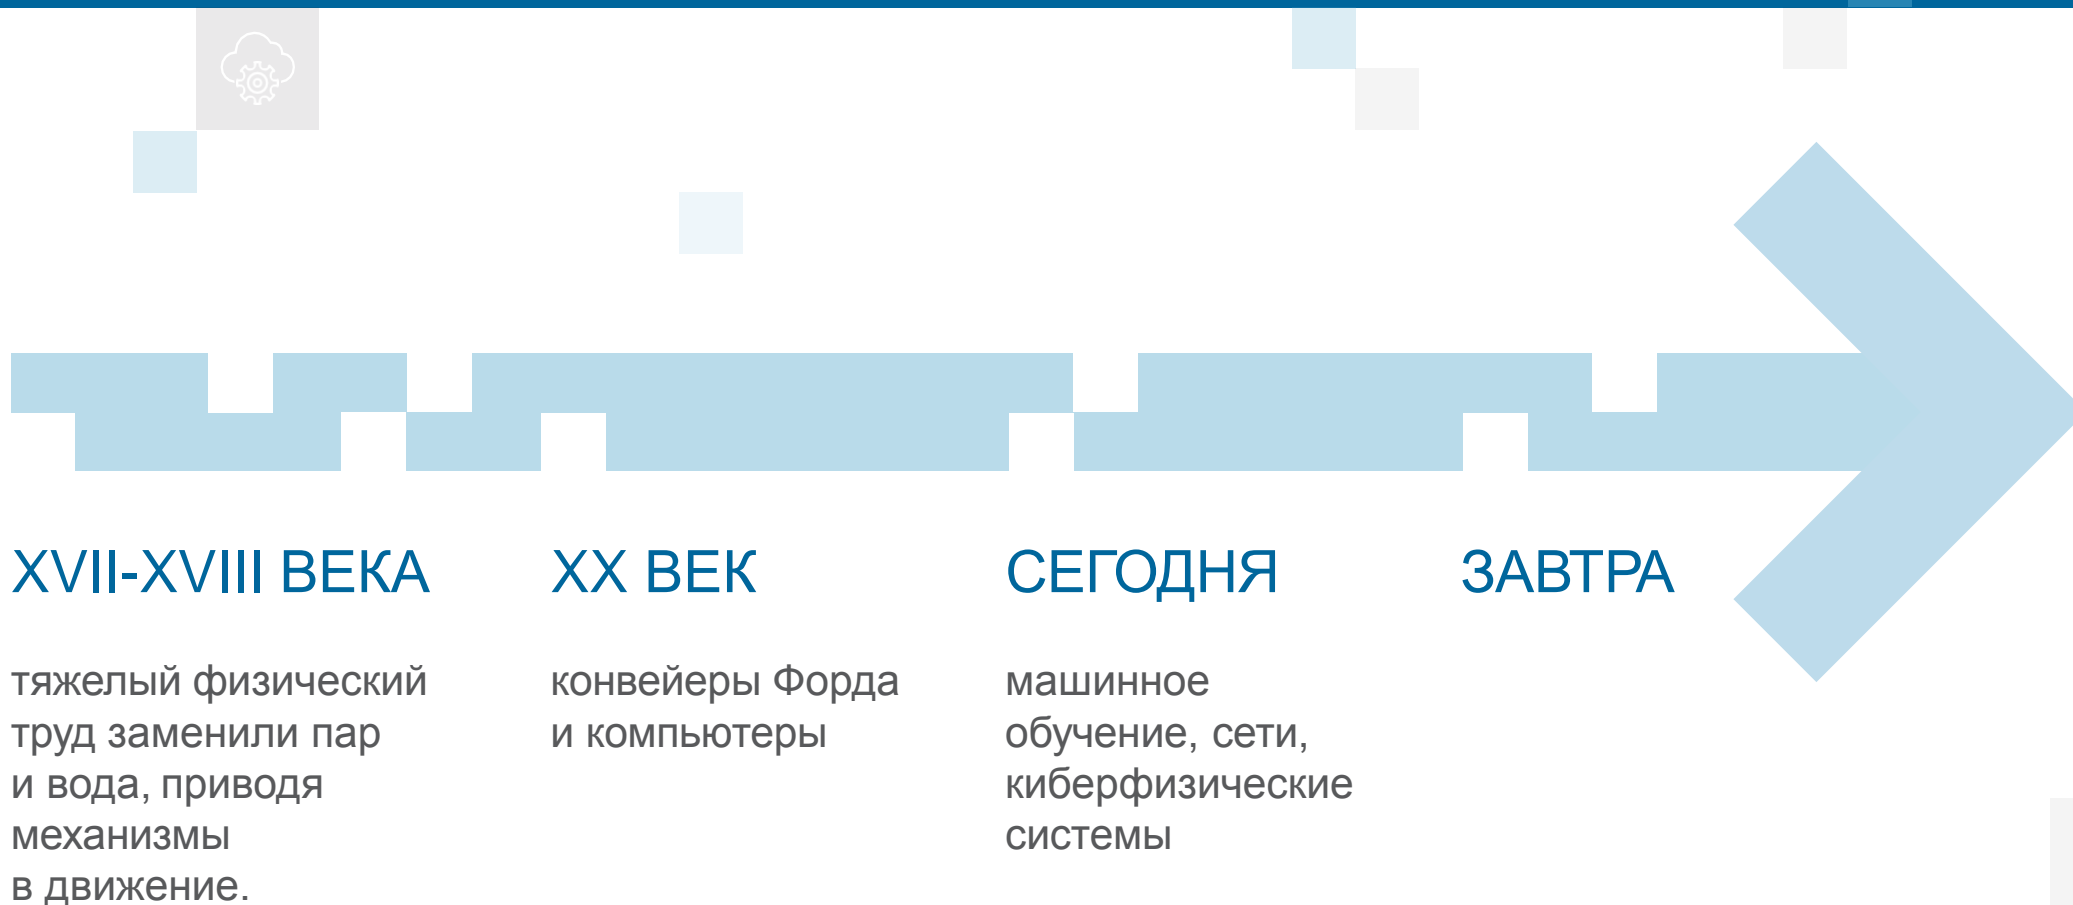 XVII-XVIII ВЕКА
тяжелый физический
труд заменили пар
и вода, приводя
механизмы
в движение.
XX ВЕК
конвейеры Форда
и компьютеры
СЕГОДНЯ
машинное
обучение, сети,
киберфизические
системы
ЗАВТРА